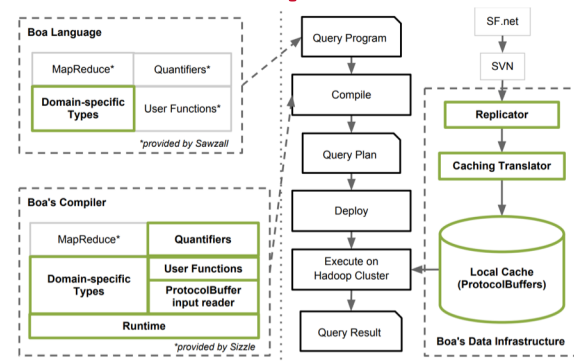 Boa Language
MapReduce*
Quantifiers*
Domain-specific
Types
User Functions*
*provided by Sawzall
Boa's Compiler
MapReduce*
Quantifiers
Domain-specific
Types
User Functions
ProtocolBuffer
input reader
Runtime
*provided by Sizzle
Query Program
Compile
Query Plan
Deploy
Execute on
Hadoop Cluster
Query Result
SF.net
SVN
Replicator
Caching Translator
Local Cache
(ProtocolBuffers)
Boa's Data Infrastructure